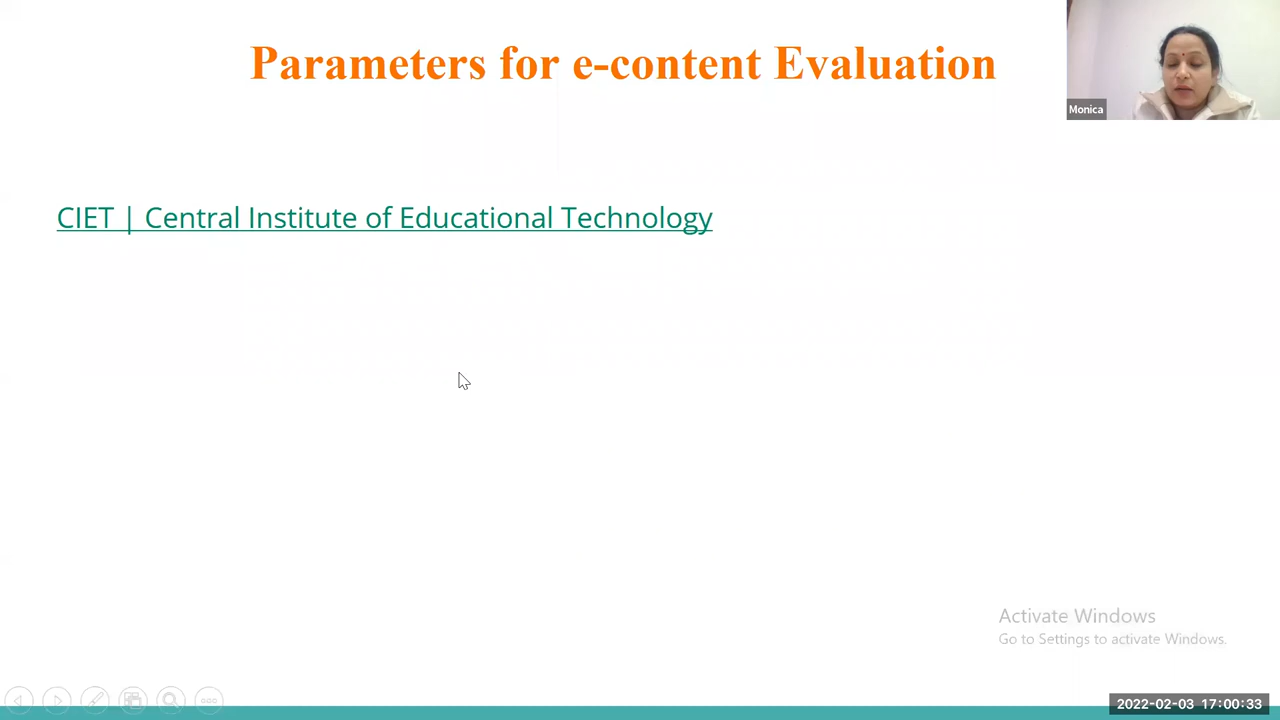 Parameters for e-content Evaluation
Monica
CIET | Central Institute of Educational Technology
Activate Windows
Go to Settings to activate Windows.
2022-02-03 17:00:33